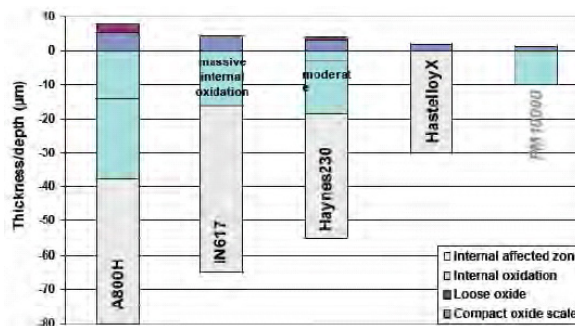 10
0
-10
-20
-30
-40
-50
-60
-70
-80
Thickness/depth (µm)
massive
internal
oxidation
moderat
e
A800H
IN617
Haynes230
HastelloyX
PM1000
Internal affected zon
Internal oxidation
Loose oxide
Compact oxide scale